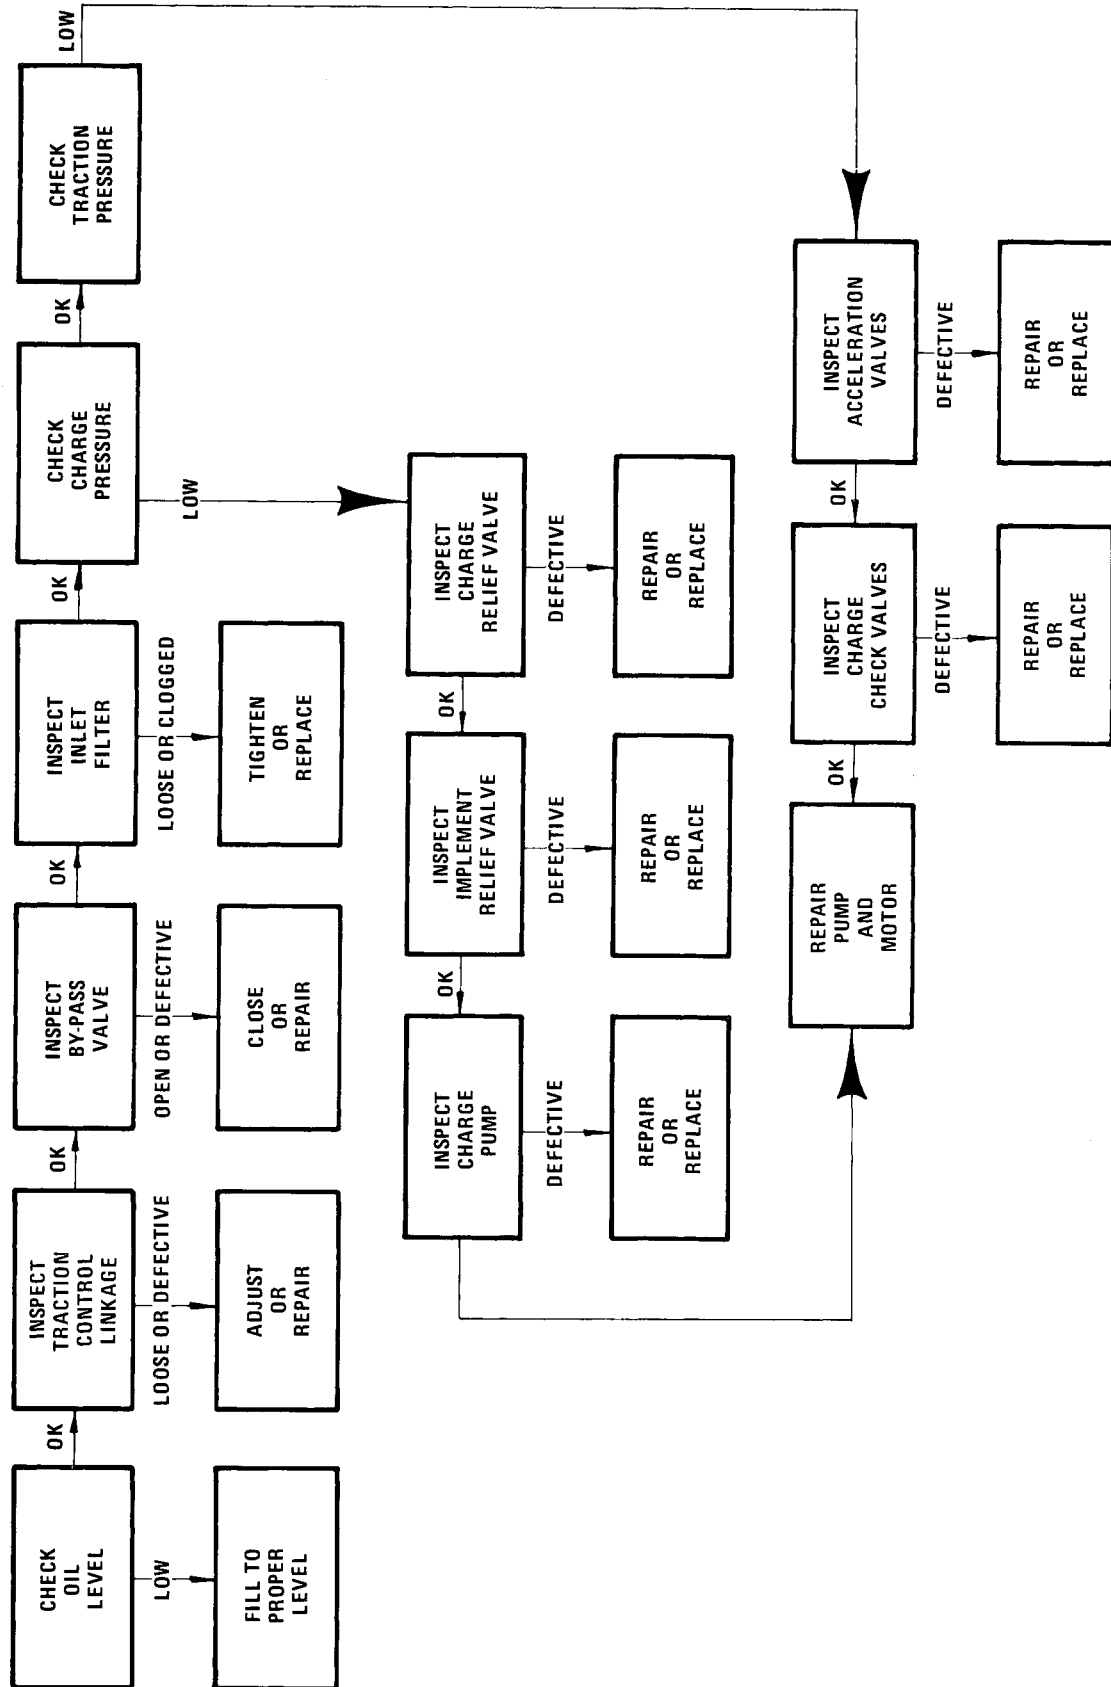 CHECK
OIL
LEVEL
OK
INSPECT
TRACTION
CONTROL
LINKAGE
OK
INSPECT
BY-PASS
VALVE
OK
INSPECT
INLET
FILTER
OK
CHECK
CHARGE
PRESSURE
OK
CHECK
TRACTION
PRESSURE
LOW
LOW
LOOSE OR DEFECTIVE
OPEN OR DEFECTIVE
LOOSE OR CLOGGED
LOW
FILL TO
PROPER
LEVEL
ADJUST
OR
REPAIR
CLOSE
OR
REPAIR
TIGHTEN
OR
REPLACE
INSPECT
CHARGE
PUMP
OK
INSPECT
IMPLEMENT
RELIEF VALVE
OK
INSPECT
CHARGE
RELIEF VALVE
DEFECTIVE
DEFECTIVE
DEFECTIVE
REPAIR
OR
REPLACE
REPAIR
OR
REPLACE
REPAIR
OR
REPLACE
REPAIR
PUMP
AND
MOTOR
OK
INSPECT
CHARGE
CHECK VALVES
OK
INSPECT
ACCELERATION
VALVES
DEFECTIVE
DEFECTIVE
REPAIR
OR
REPLACE
REPAIR
OR
REPLACE